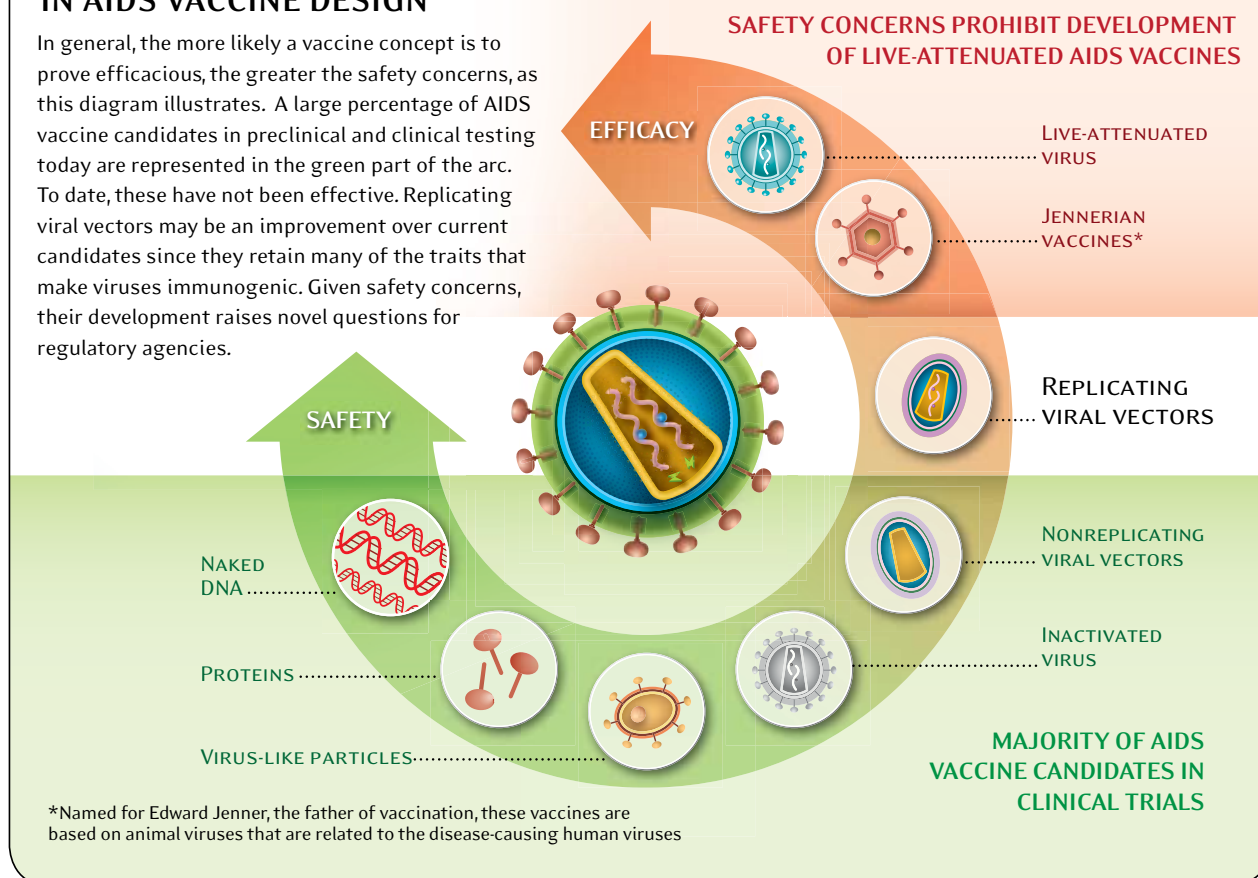 IN AIDS VACCINE DESIGN
In general, the more likely a vaccine concept is to
prove efficacious, the greater the safety concerns, as
this diagram illustrates. A large percentage of AIDS
vaccine candidates in preclinical and clinical testing
today are represented in the green part of the arc.
To date, these have not been effective. Replicating
viral vectors may be an improvement over current
candidates since they retain many of the traits that
make viruses immunogenic. Given safety concerns,
their development raises novel questions for
regulatory agencies.
SAFETY CONCERNS PROHIBIT DEVELOPMENT
OF LIVE-ATTENUATED AIDS VACCINES
EFFICACY
LIVE-ATTENUATED
VIRUS
JENNERIAN
VACCINES*
REPLICATING
VIRAL VECTORS
SAFETY
NONREPLICATING
VIRAL VECTORS
NAKED
DNA
INACTIVATED
VIRUS
PROTEINS
VIRUS-LIKE PARTICLES
MAJORITY OF AIDS
VACCINE CANDIDATES IN
CLINICAL TRIALS
*Named for Edward Jenner, the father of vaccination, these vaccines are
based on animal viruses that are related to the disease-causing human viruses